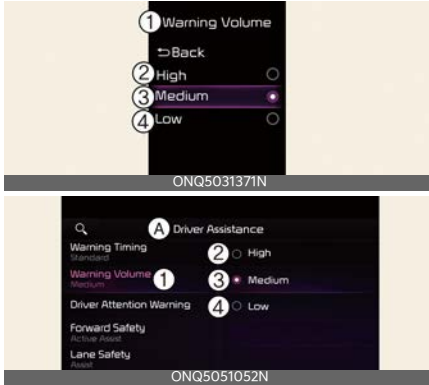 ① Warning Volume
⮌Back
② High
③ Medium
④ Low
ONQ5031371N
Ⓐ Driver Assistance
Warning Timing
Standard
② High
Warning Volume ①
Medium
③ Medium
Driver Attention Warning
④ Low
Forward Safety
Active Assist
Lane Safety
Assist
ONQ5051052N